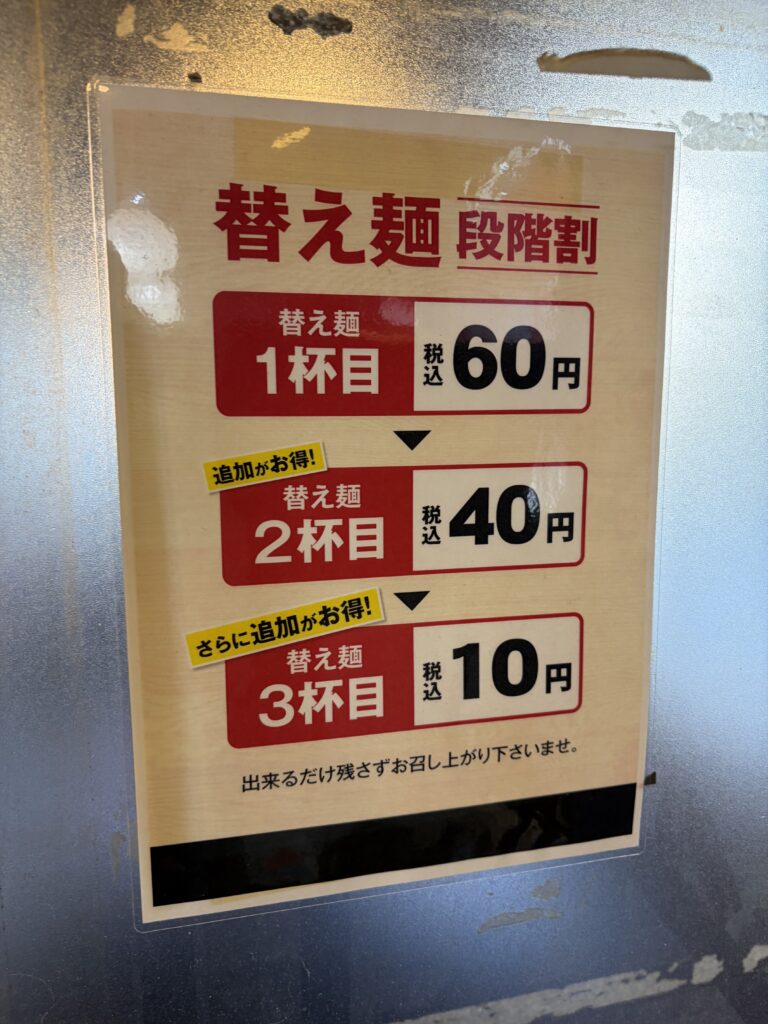 替え麺 段階割
替え麺
1杯目
税込 60円
追加がお得!
替え麺
2杯目
税込 40円
さらに追加がお得!
替え麺
3杯目
税込 10円
出来るだけ残さずお召し上がり下さいませ。